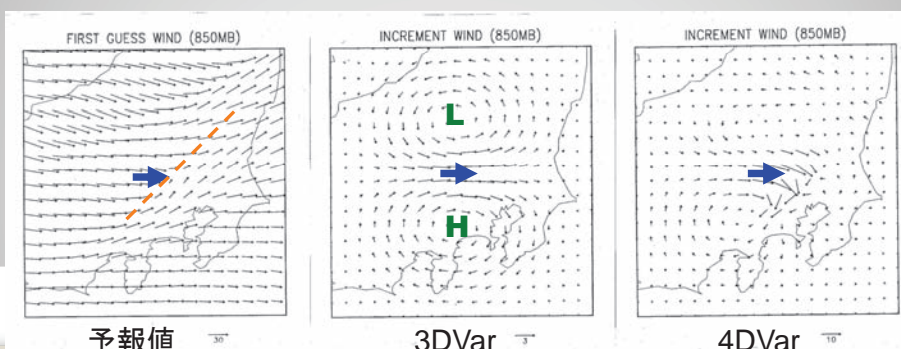 FIRST GUESS WIND (850MB)
INCREMENT WIND (850MB)
INCREMENT WIND (850MB)
L
H
予報値 30
3DVar 3
4DVar 10